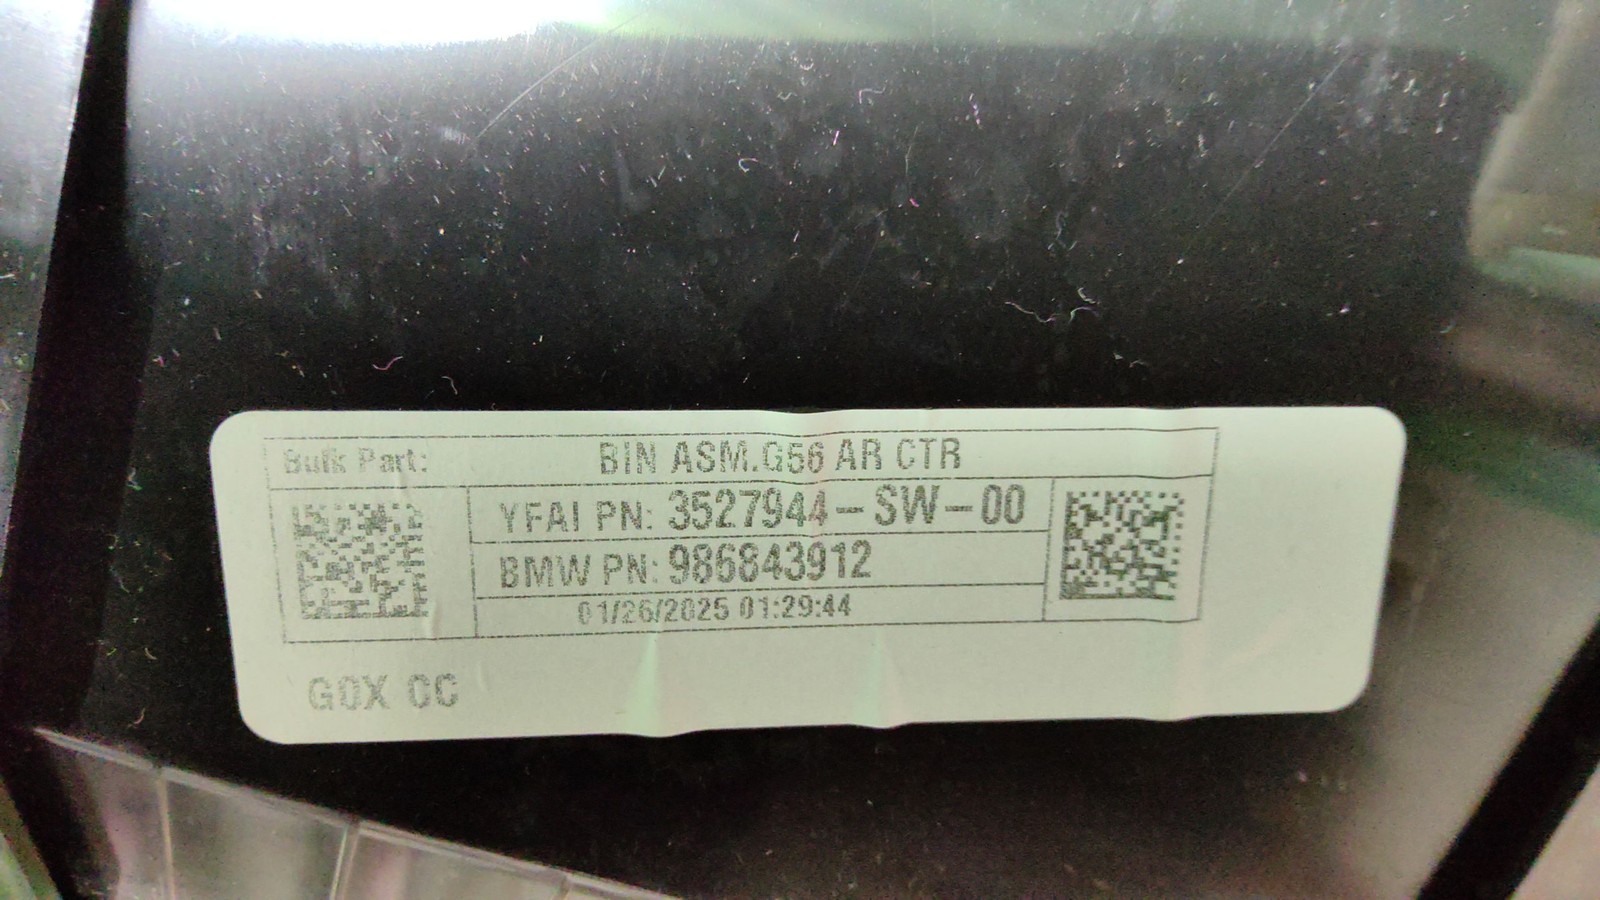 Bulk Part: BIN ASM.G56 AR CTR
YFAI PN: 3527944-SW-00
BMW PN: 986843912
01/26/2025 01:29:44
G0X CC